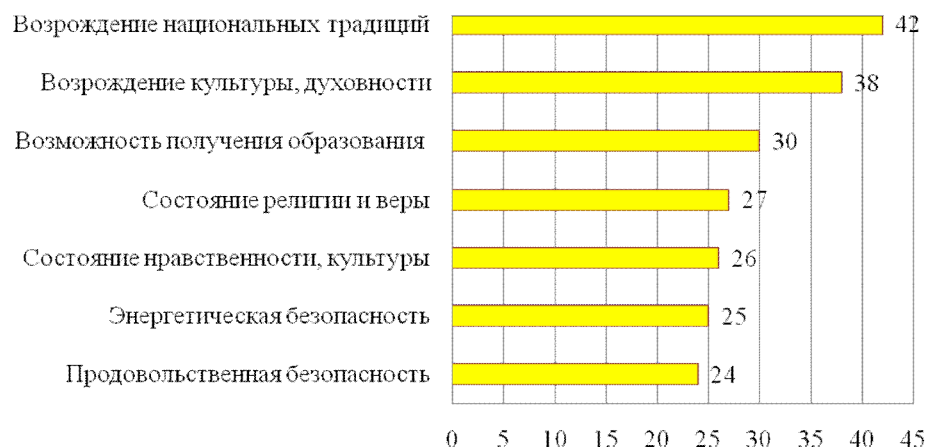 Возрождение национальных традиций 42
Возрождение культуры, духовности 38
Возможность получения образования 30
Состояние религии и веры 27
Состояние нравственности, культуры 26
Энергетическая безопасность 25
Продовольственная безопасность 24
0 5 10 15 20 25 30 35 40 45